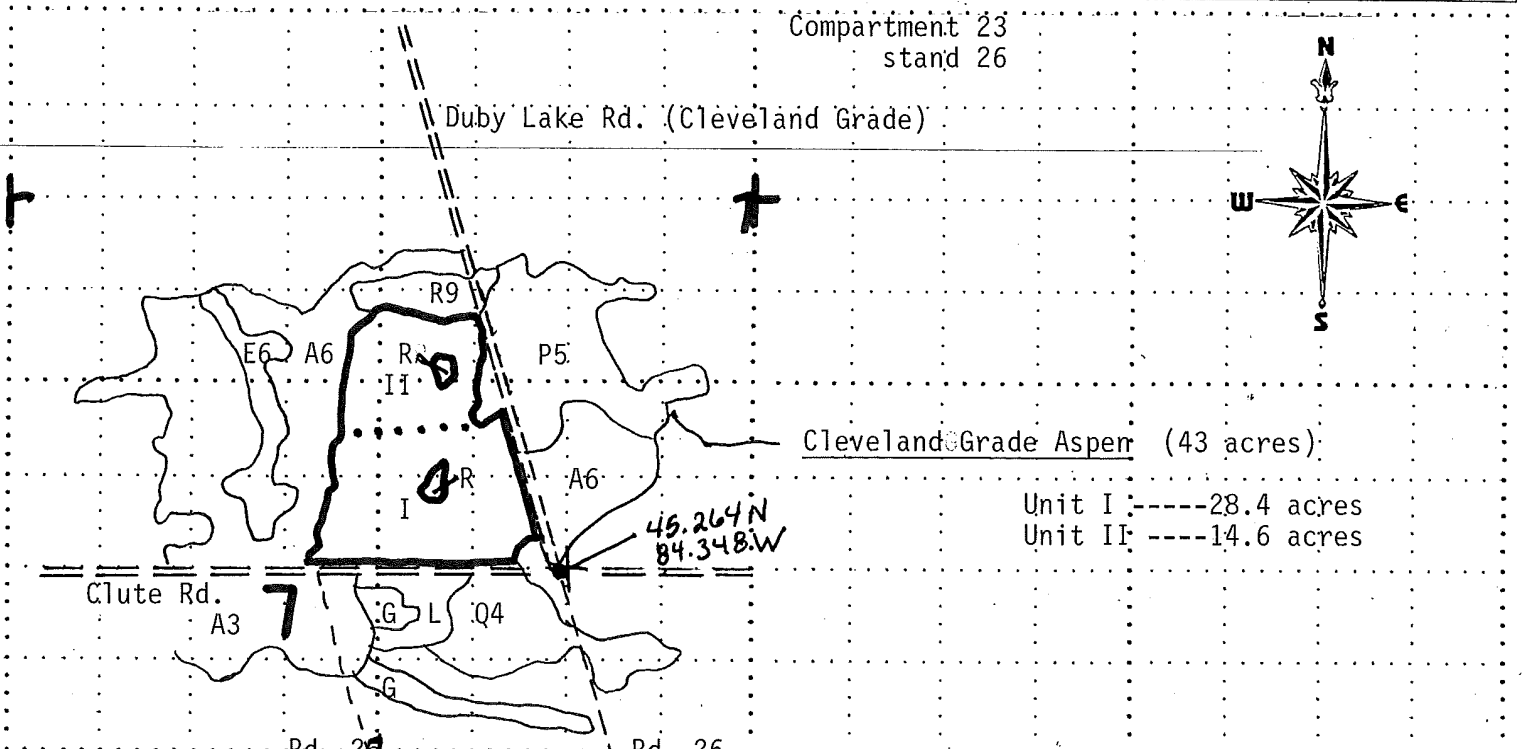 Compartment 23
stand 26
N
Duby Lake Rd. (Cleveland Grade)
W
E
S
R9
E6
A6
R
P5
II
Cleveland Grade Aspen (43 acres)
R
A6
I
Unit I -----28.4 acres
Unit II ----14.6 acres
45.264 N
84.348 W
Clute Rd.
7
A3
G
L
Q4
G
Rd. 26